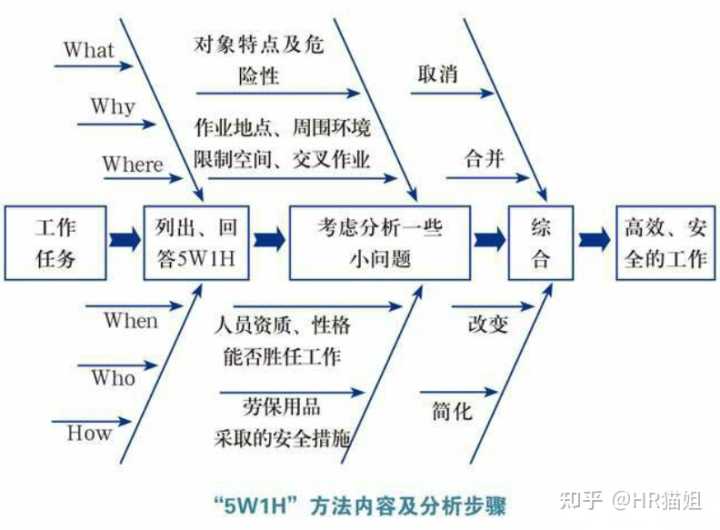 What
Why
Where
对象特点及危
险性
作业地点、周围环境
限制空间、交叉作业
取消
合并
工作
任务
列出、回
答5W1H
考虑分析一些
小问题
综
合
高效、安
全的工作
When
Who
How
人员资质、性格
能否胜任工作
劳保用品
采取的安全措施
改变
简化
“5W1H”方法内容及分析步骤
知乎 @HR猫姐